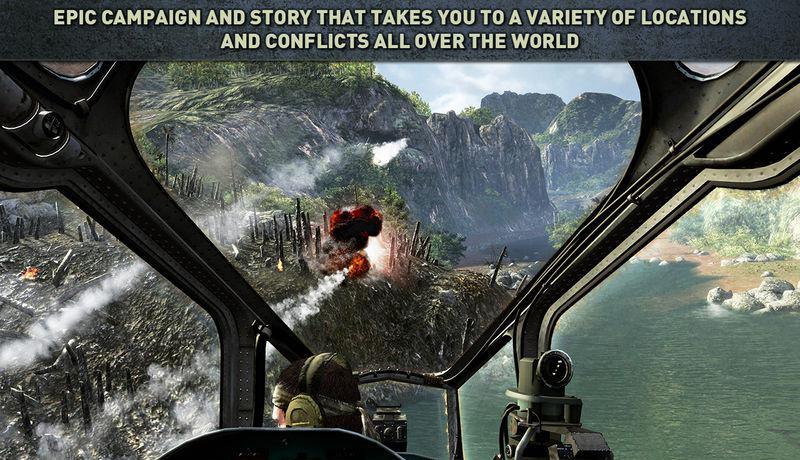 EPIC CAMPAIGN AND STORY THAT TAKES YOU TO A VARIETY OF LOCATIONS
AND CONFLICTS ALL OVER THE WORLD